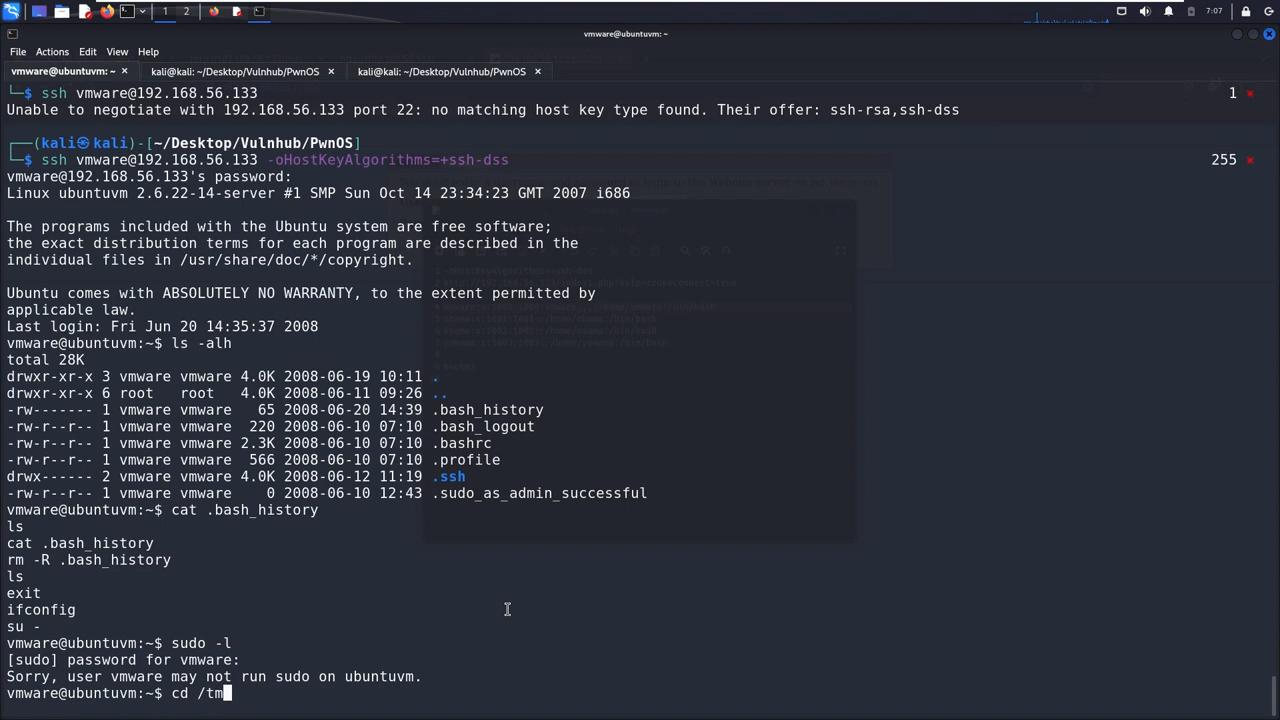 1 2 7:07
vmware@ubuntuvm: ~
File Actions Edit View Help
vmware@ubuntuvm: ~ × kali@kali: ~/Desktop/Vulnhub/PwnOS × kali@kali: ~/Desktop/Vulnhub/PwnOS ×
└─$ ssh vmware@192.168.56.133 1 ×
Unable to negotiate with 192.168.56.133 port 22: no matching host key type found. Their offer: ssh-rsa,ssh-dss
┌──(kali㉿kali)-[~/Desktop/Vulnhub/PwnOS]
└─$ ssh vmware@192.168.56.133 -oHostKeyAlgorithms=+ssh-dss 255 ×
vmware@192.168.56.133's password:
Linux ubuntuvm 2.6.22-14-server #1 SMP Sun Oct 14 23:34:23 GMT 2007 i686
The programs included with the Ubuntu system are free software;
the exact distribution terms for each program are described in the
individual files in /usr/share/doc/*/copyright.
Ubuntu comes with ABSOLUTELY NO WARRANTY, to the extent permitted by
applicable law.
Last login: Fri Jun 20 14:35:37 2008
vmware@ubuntuvm:~$ ls -alh
total 28K
drwxr-xr-x 3 vmware vmware 4.0K 2008-06-19 10:11 .
drwxr-xr-x 6 root   root   4.0K 2008-06-11 09:26 ..
-rw------- 1 vmware vmware   65 2008-06-20 14:39 .bash_history
-rw-r--r-- 1 vmware vmware  220 2008-06-10 07:10 .bash_logout
-rw-r--r-- 1 vmware vmware 2.3K 2008-06-10 07:10 .bashrc
-rw-r--r-- 1 vmware vmware  566 2008-06-10 07:10 .profile
drwx------ 2 vmware vmware 4.0K 2008-06-12 11:19 .ssh
-rw-r--r-- 1 vmware vmware    0 2008-06-10 12:43 .sudo_as_admin_successful
vmware@ubuntuvm:~$ cat .bash_history
ls
cat .bash_history
rm -R .bash_history
ls
exit
ifconfig
su -
vmware@ubuntuvm:~$ sudo -l
[sudo] password for vmware:
Sorry, user vmware may not run sudo on ubuntuvm.
vmware@ubuntuvm:~$ cd /tm